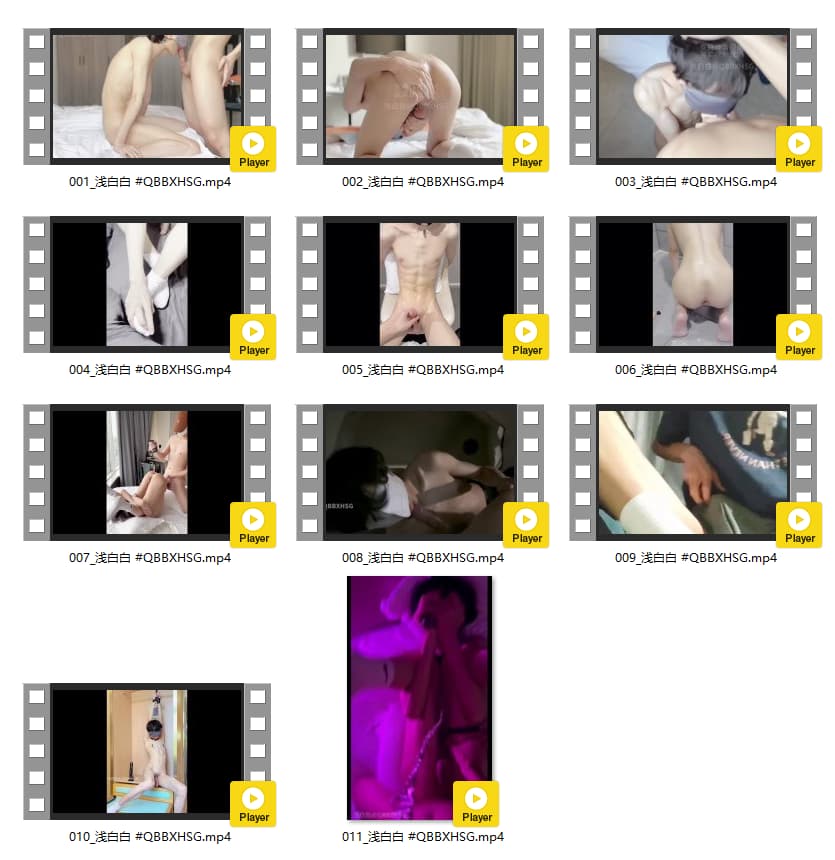 Player
Player
Player
001_浅白白 #QBBXHSG.mp4
002_浅白白 #QBBXHSG.mp4
003_浅白白 #QBBXHSG.mp4
Player
Player
Player
004_浅白白 #QBBXHSG.mp4
005_浅白白 #QBBXHSG.mp4
006_浅白白 #QBBXHSG.mp4
QBBXHSG
Player
Player
Player
007_浅白白 #QBBXHSG.mp4
008_浅白白 #QBBXHSG.mp4
009_浅白白 #QBBXHSG.mp4
Player
Player
010_浅白白 #QBBXHSG.mp4
011_浅白白 #QBBXHSG.mp4